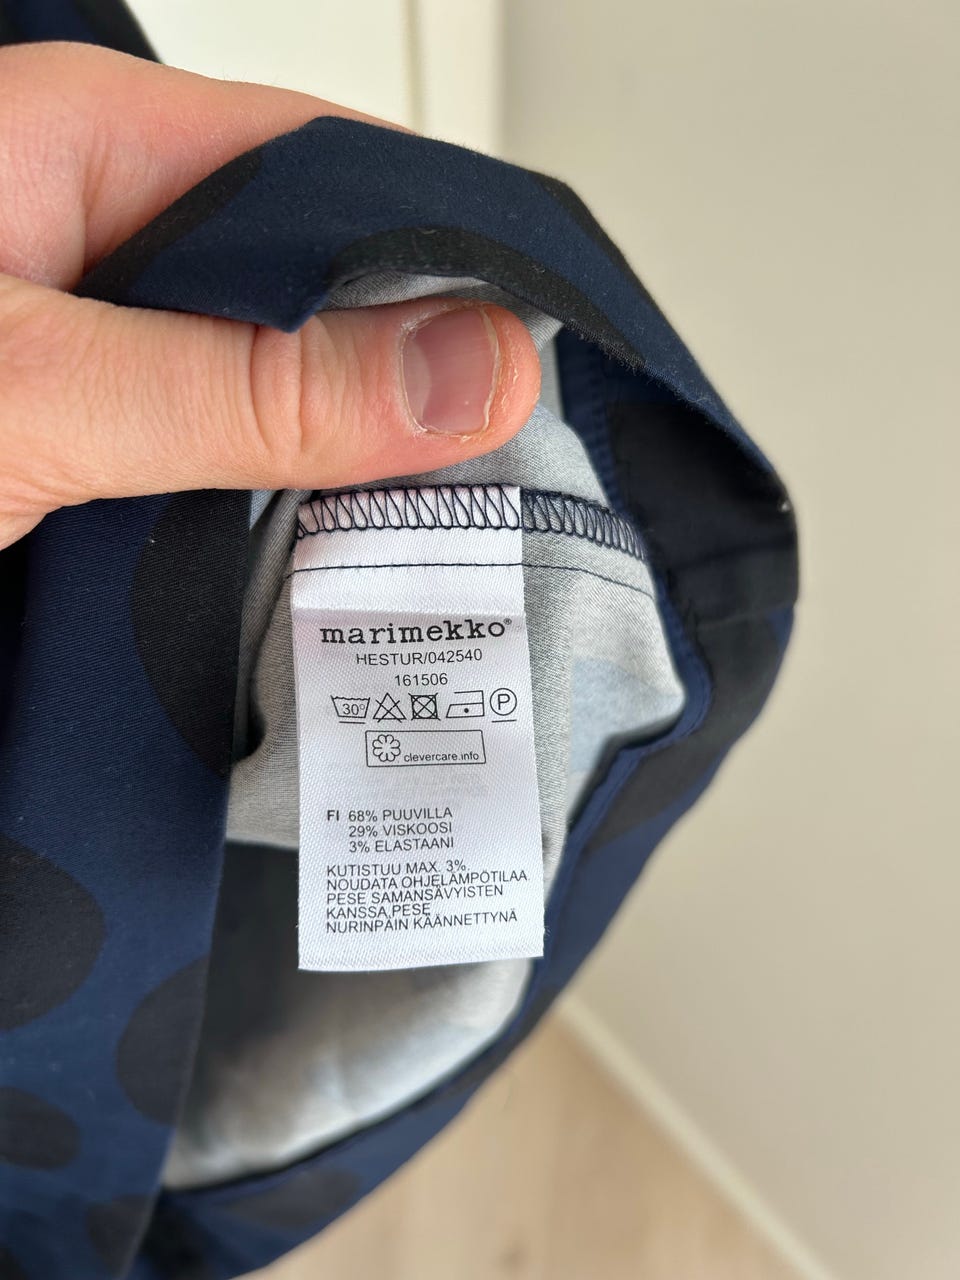 marimekko®
HESTUR/042540
161506
30° P
clevercare.info
FI 68% PUUVILLA
29% VISKOOSI
3% ELASTAANI
KUTISTUU MAX. 3%.
NOUDATA OHJELÄMPÖTILAA
PESE SAMANSÄVYISTEN
KANSSA,PESE
NURINPÄIN KÄÄNNETTYNÄ